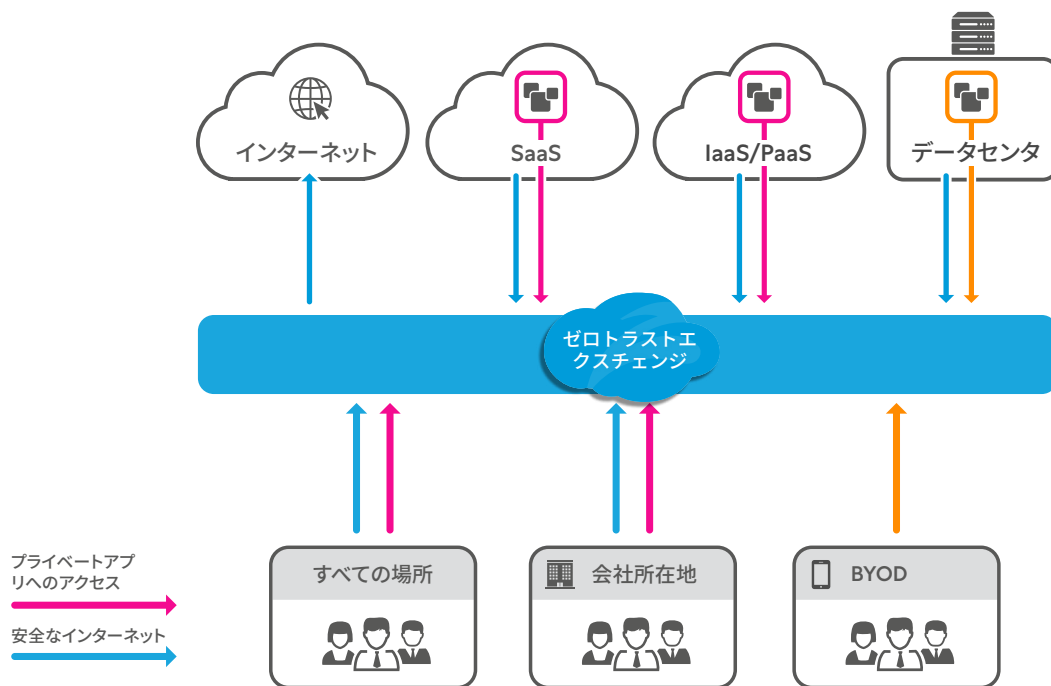 インターネット
SaaS
IaaS/PaaS
データセンタ
ゼロトラストエ
クスチェンジ
プライベートアプ
リへのアクセス
安全なインターネット
すべての場所
会社所在地
BYOD